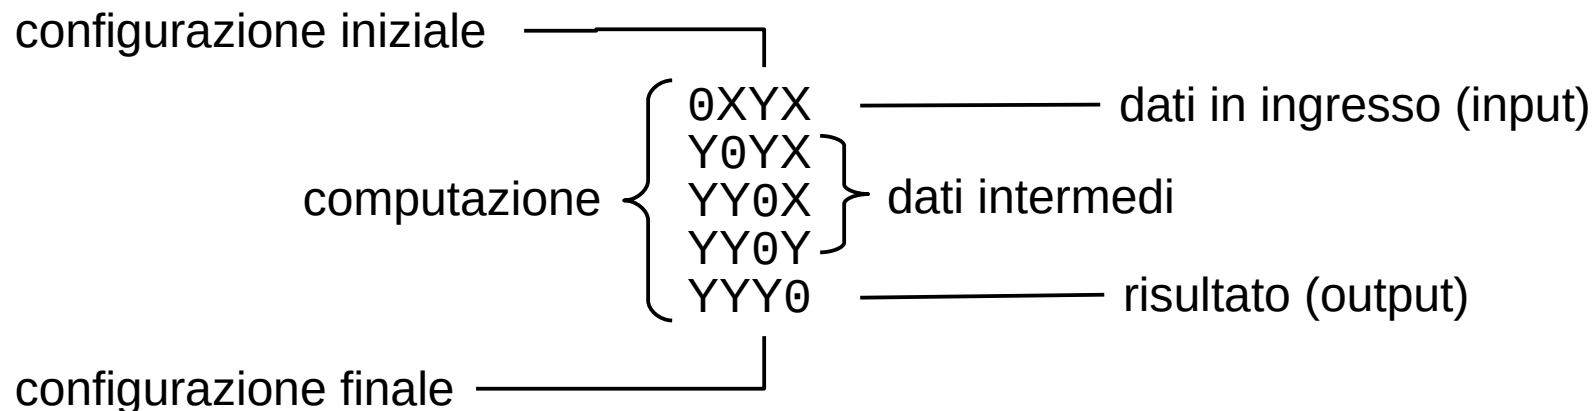 configurazione iniziale
0XYX
dati in ingresso (input)
Y0YX
computazione
YY0X
dati intermedi
YY0Y
YYY0
risultato (output)
configurazione finale